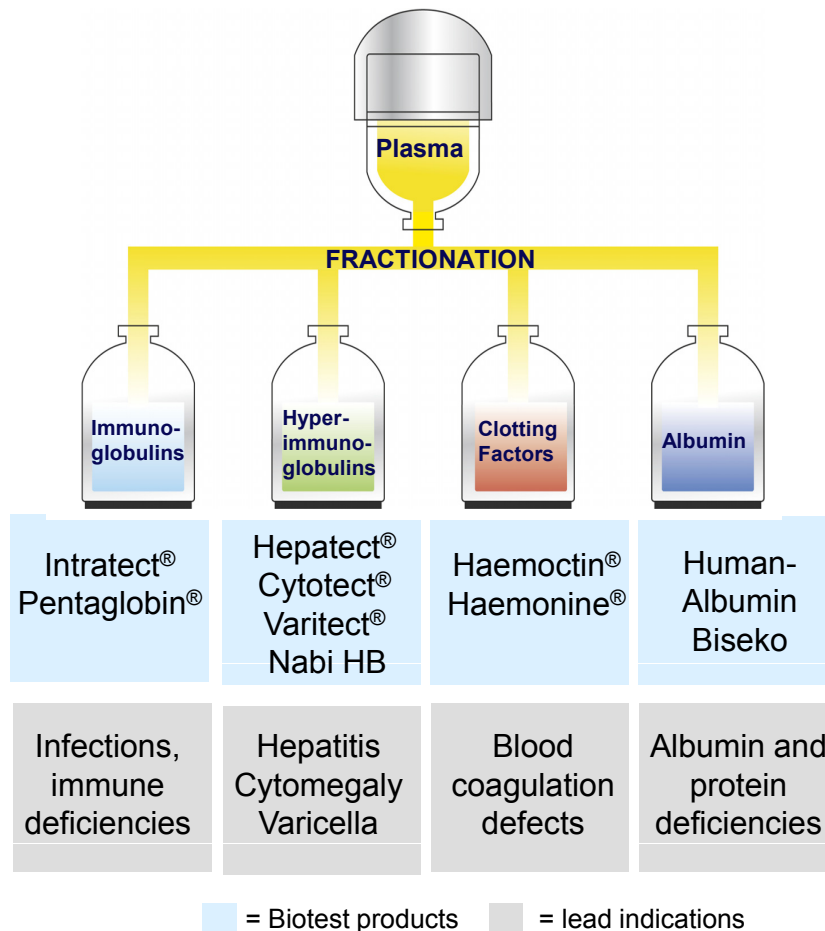 Plasma
FRACTIONATION
Immuno-
globulins
Hyper-
immuno-
globulins
Clotting
Factors
Albumin
Intratect®
Pentaglobin®
Hepatect®
Cytotect®
Varitect®
Nabi HB
Haemoctin®
Haemonine®
Human-
Albumin
Biseko
Infections,
immune
deficiencies
Hepatitis
Cytomegaly
Varicella
Blood
coagulation
defects
Albumin and
protein
deficiencies
= Biotest products
= lead indications